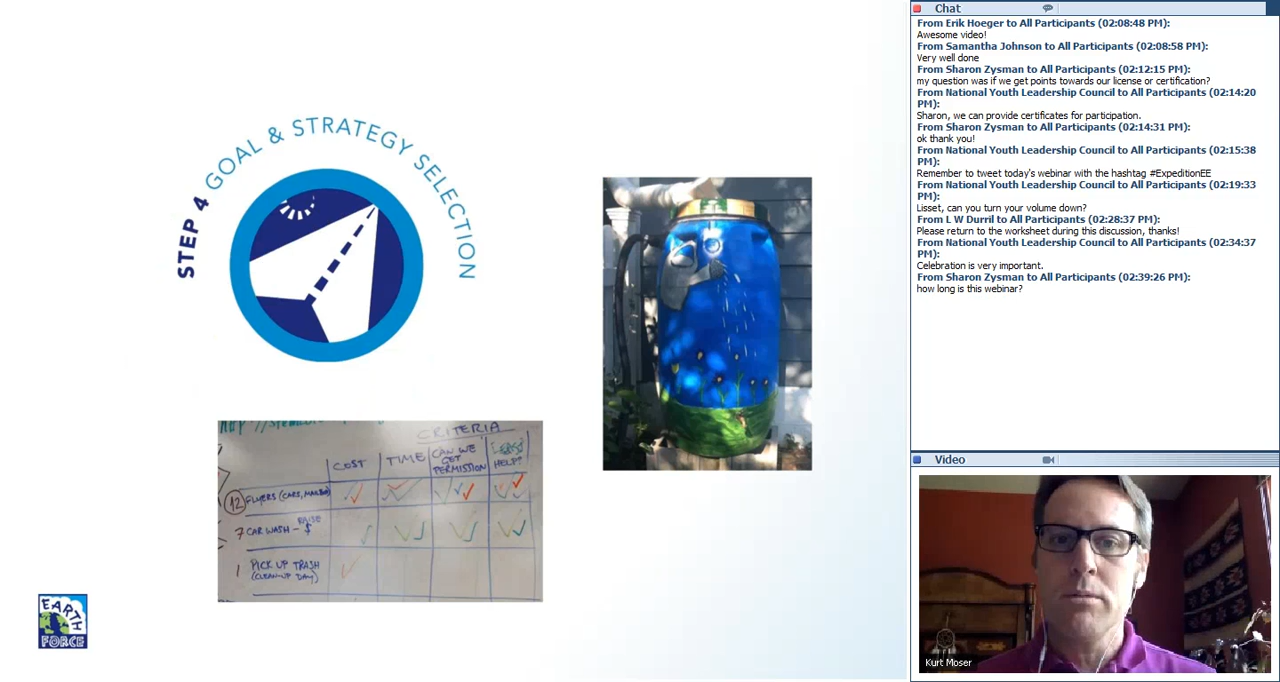 STEP 4 GOAL & STRATEGY SELECTION
CRITERIA
COST
TIME
CAN WE
GET
PERMISSION
HELP?
12 FLYERS (CARS,
7 CAR WASH – RAISE
$
1 PICK UP TRASH
(CLEAN-UP DAY)
EARTH
FORCE
Chat
From Erik Hoeger to All Participants (02:08:48 PM):
Awesome video!
From Samantha Johnson to All Participants (02:08:58 PM):
Very well done
From Sharon Zysman to All Participants (02:12:15 PM):
my question was if we get points towards our license or certification?
From National Youth Leadership Council to All Participants (02:14:20
PM):
Sharon, we can provide certificates for participation.
From Sharon Zysman to All Participants (02:14:31 PM):
ok thank you!
From National Youth Leadership Council to All Participants (02:15:38
PM):
Remember to tweet today's webinar with the hashtag #ExpeditionEE
From National Youth Leadership Council to All Participants (02:19:33
PM):
Lisset, can you turn your volume down?
From L W Durril to All Participants (02:28:37 PM):
Please return to the worksheet during this discussion, thanks!
From National Youth Leadership Council to All Participants (02:34:37
PM):
Celebration is very important.
From Sharon Zysman to All Participants (02:39:26 PM):
how long is this webinar?
Video
Kurt Moser